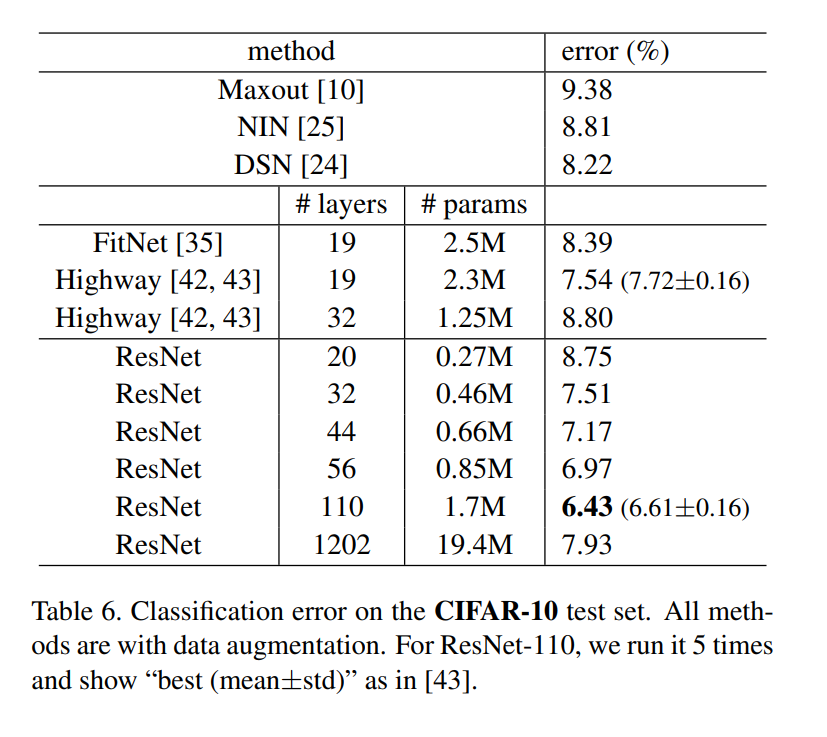 method error (%)
Maxout [10] 9.38
NIN [25] 8.81
DSN [24] 8.22
# layers # params
FitNet [35] 19 2.5M 8.39
Highway [42, 43] 19 2.3M 7.54 (7.72±0.16)
Highway [42, 43] 32 1.25M 8.80
ResNet 20 0.27M 8.75
ResNet 32 0.46M 7.51
ResNet 44 0.66M 7.17
ResNet 56 0.85M 6.97
ResNet 110 1.7M 6.43 (6.61±0.16)
ResNet 1202 19.4M 7.93
Table 6. Classification error on the CIFAR-10 test set. All meth-
ods are with data augmentation. For ResNet-110, we run it 5 times
and show “best (mean±std)” as in [43].